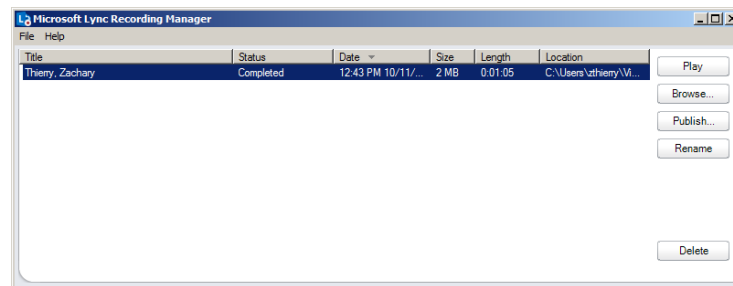 Microsoft Lync Recording Manager
File Help
Title Status Date Size Length Location
Thierry, Zachary Completed 12:43 PM 10/11/... 2 MB 0:01:05 C:\Users\zthierry\Vi...
Play
Browse...
Publish...
Rename
Delete